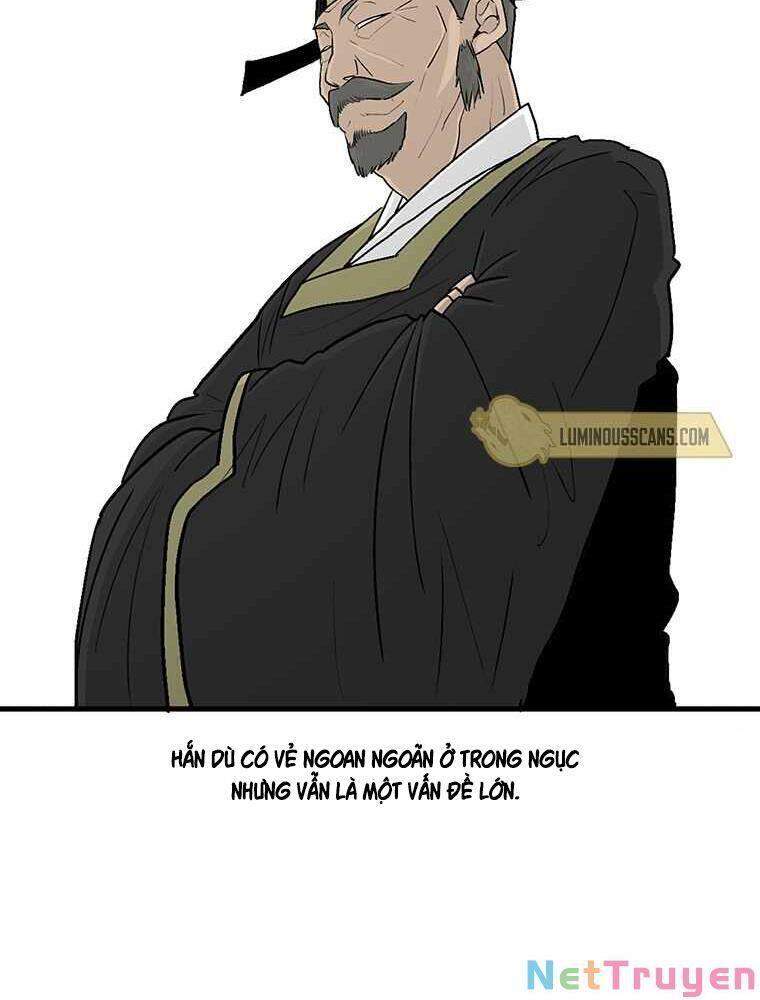 LUMINOUSSCANS.COM
HẮN DÙ CÓ VẺ NGOAN NGOÃN Ở TRONG NGỤC
NHƯNG VẪN LÀ MỘT VẤN ĐỀ LỚN.
NetTruyen